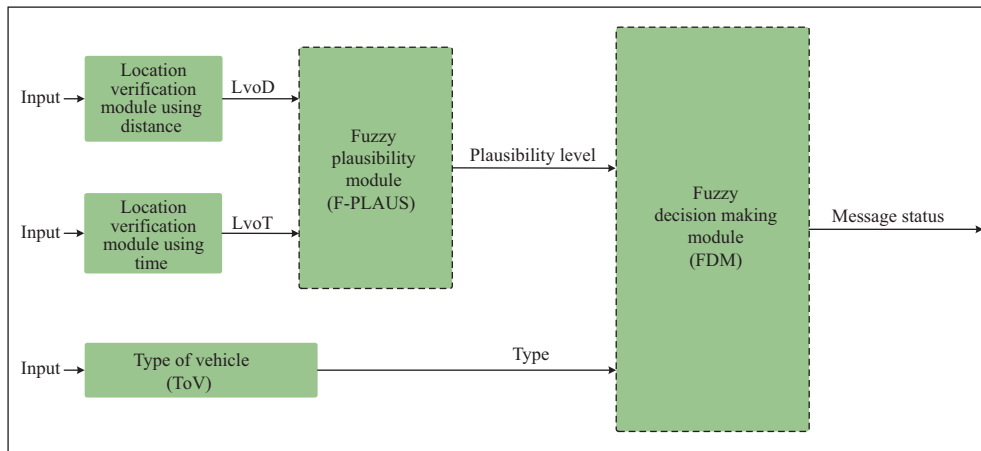 Input
Location
verification
module using
distance
LvoD
Input
Location
verification
module using
time
LvoT
Fuzzy
plausibility
module
(F-PLAUS)
Plausibility level
Input
Type of vehicle
(ToV)
Type
Fuzzy
decision making
module
(FDM)
Message status